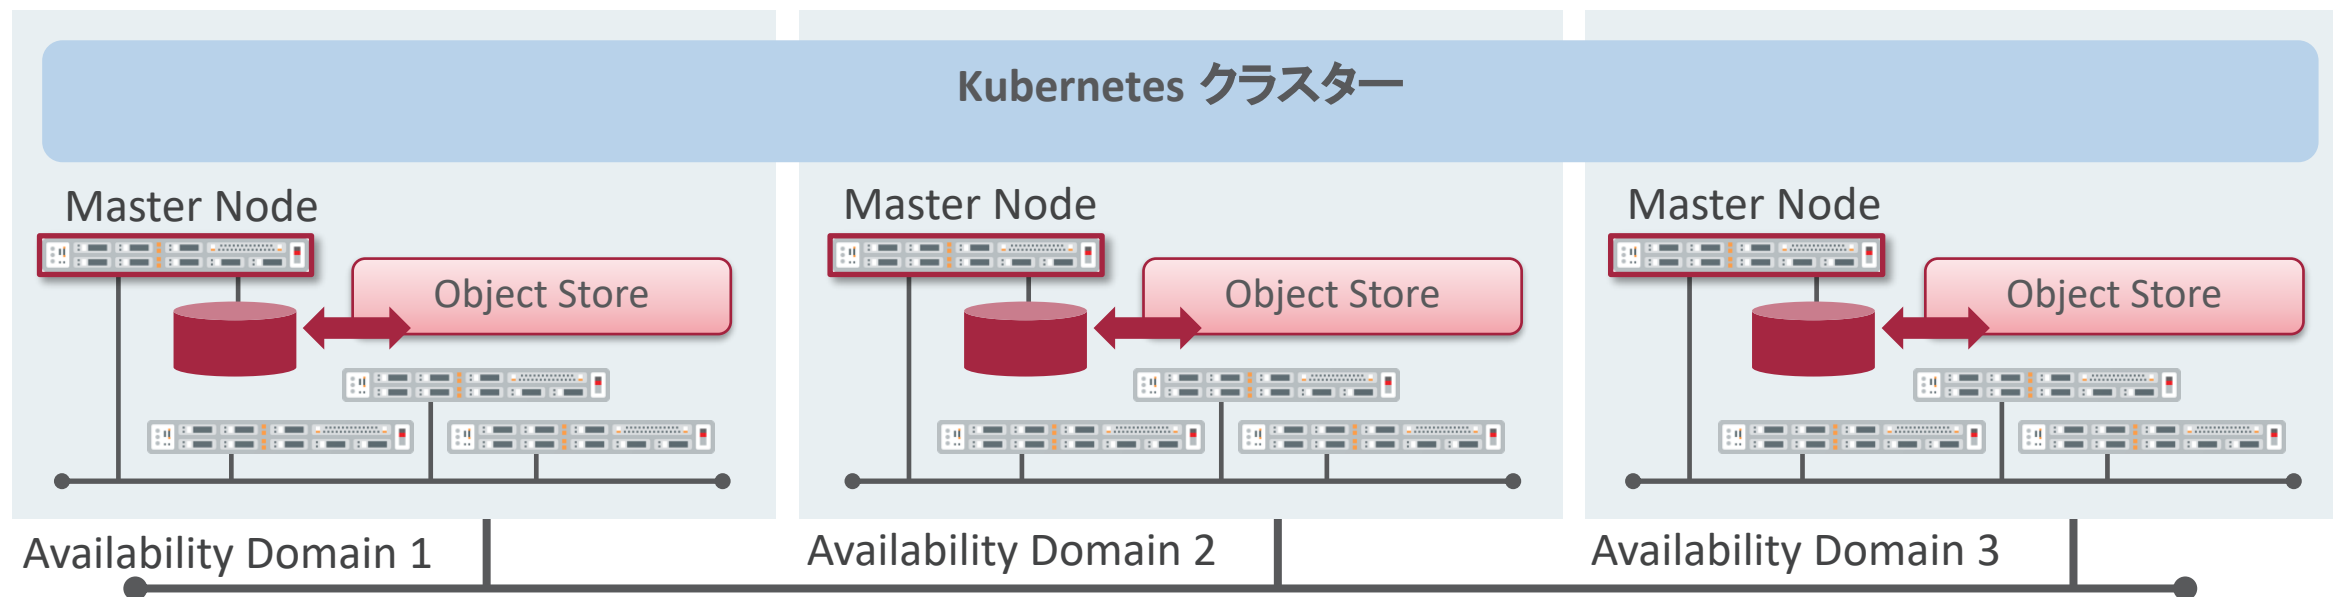 Kubernetes クラスター
Master Node
Object Store
Availability Domain 1
Master Node
Object Store
Availability Domain 2
Master Node
Object Store
Availability Domain 3